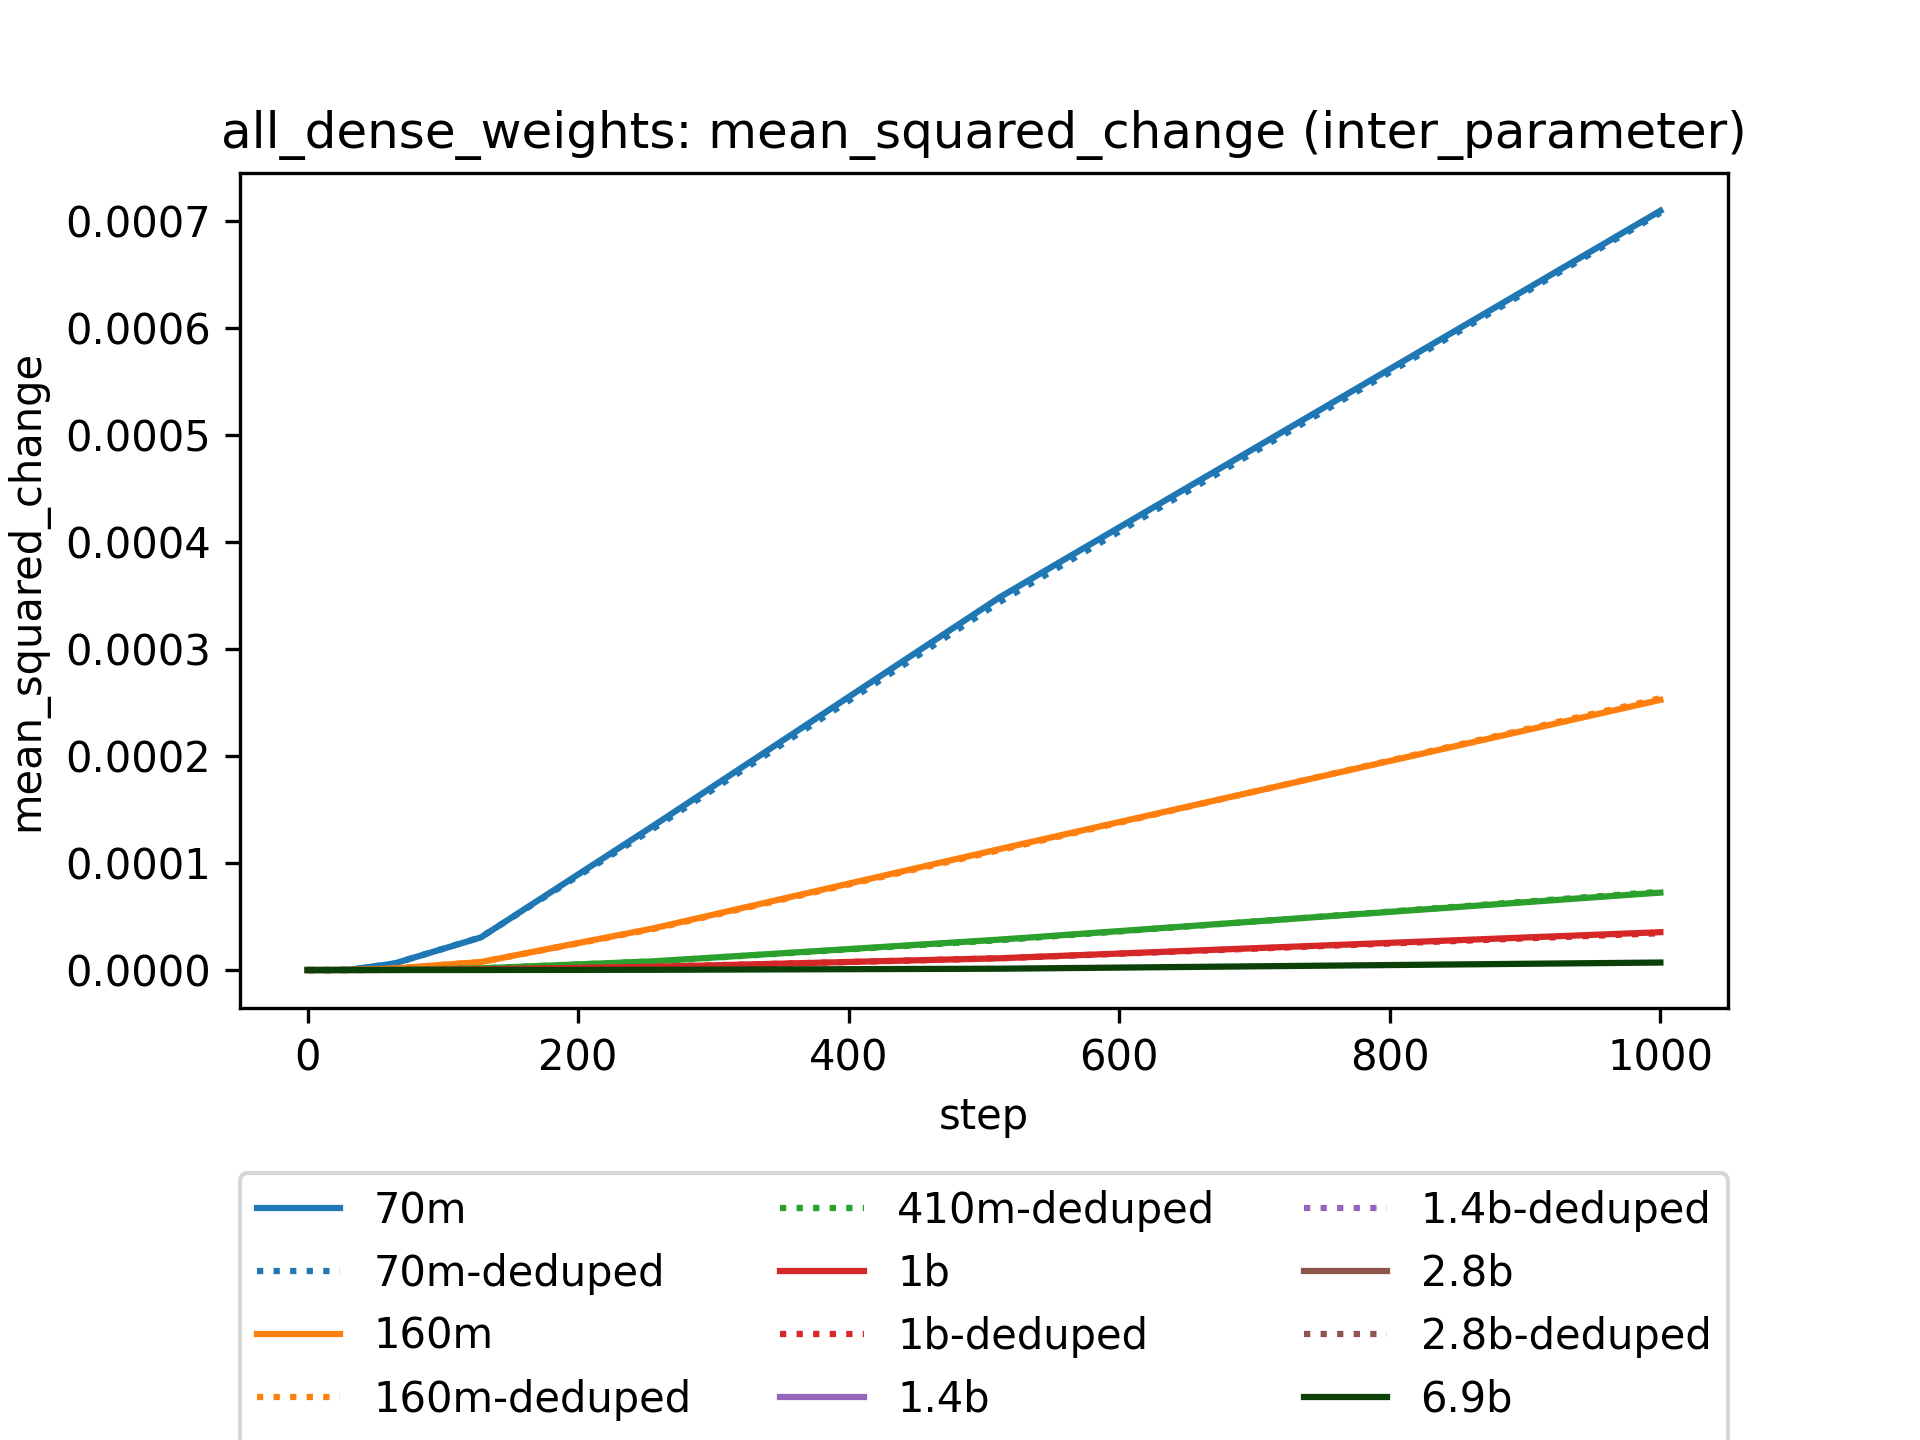 all_dense_weights: mean_squared_change (inter_parameter)
mean_squared_change
0.0007
0.0006
0.0005
0.0004
0.0003
0.0002
0.0001
0.0000
0 200 400 600 800 1000
step
70m 410m-deduped 1.4b-deduped
70m-deduped 1b 2.8b
160m 1b-deduped 2.8b-deduped
160m-deduped 1.4b 6.9b